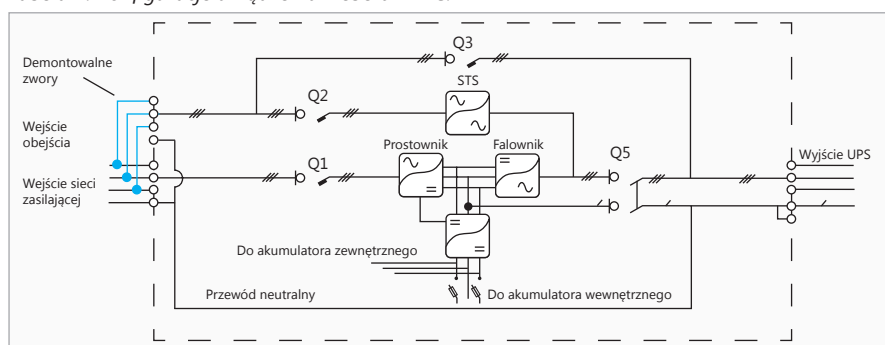 Q3
Demontowalne
zwory
STS
Q2
Wejście
obejścia
Prostownik
Falownik
Q1
Q5
Wyjście UPS
Wejście sieci
zasilającej
Do akumulatora zewnętrznego
Przewód neutralny
Do akumulatora wewnętrznego